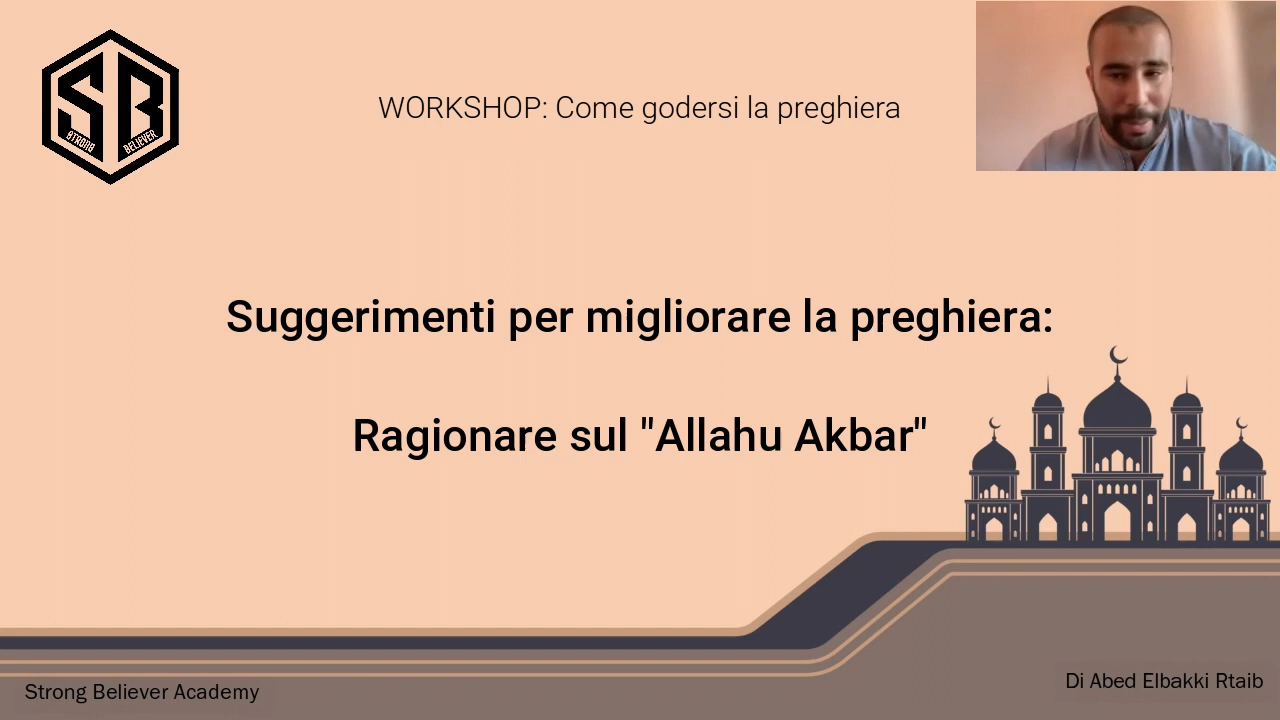 SB
STRONG BELIEVER
WORKSHOP: Come godersi la preghiera
Suggerimenti per migliorare la preghiera:
Ragionare sul "Allahu Akbar"
Strong Believer Academy
Di Abed Elbakki Rtaib